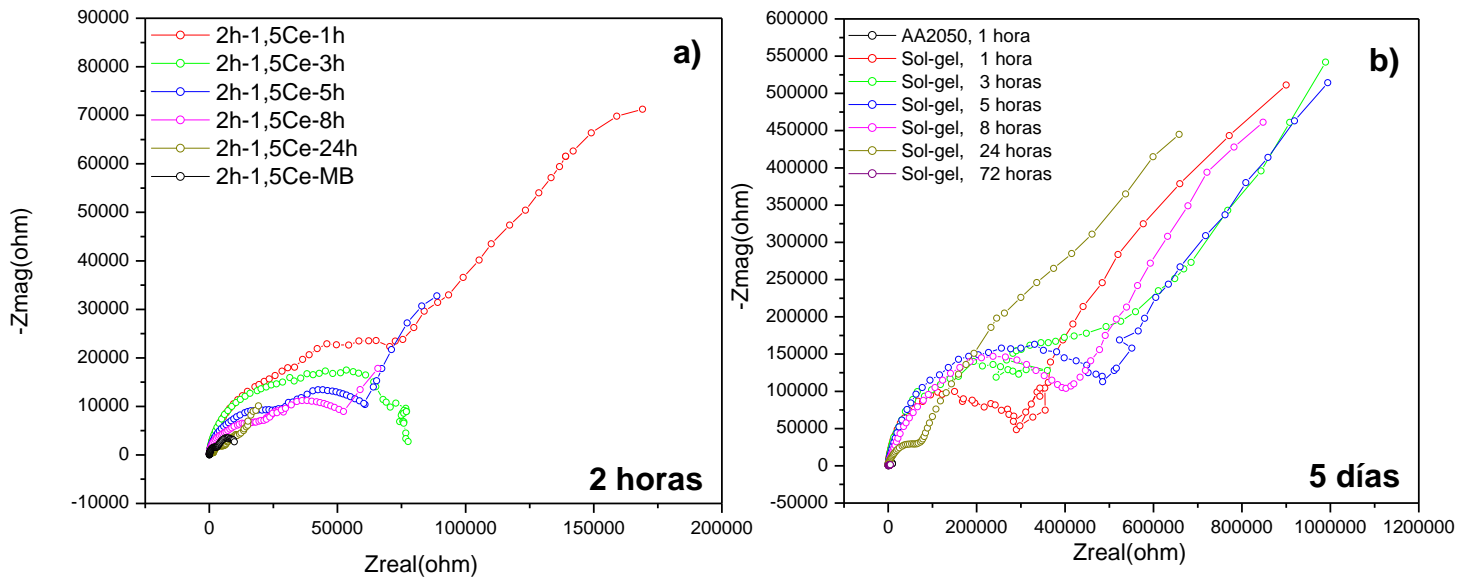 a)
2h-1,5Ce-1h
2h-1,5Ce-3h
2h-1,5Ce-5h
2h-1,5Ce-8h
2h-1,5Ce-24h
2h-1,5Ce-MB
90000
80000
70000
60000
50000
40000
30000
20000
10000
0
-10000
-Zmag(ohm)
2 horas
0
50000
100000
150000
200000
Zreal(ohm)
b)
AA2050, 1 hora
Sol-gel, 1 hora
Sol-gel, 3 horas
Sol-gel, 5 horas
Sol-gel, 8 horas
Sol-gel, 24 horas
Sol-gel, 72 horas
600000
550000
500000
450000
400000
350000
300000
250000
200000
150000
100000
50000
0
-50000
-Zmag(ohm)
5 días
0
200000
400000
600000
800000
1000000
1200000
Zreal(ohm)